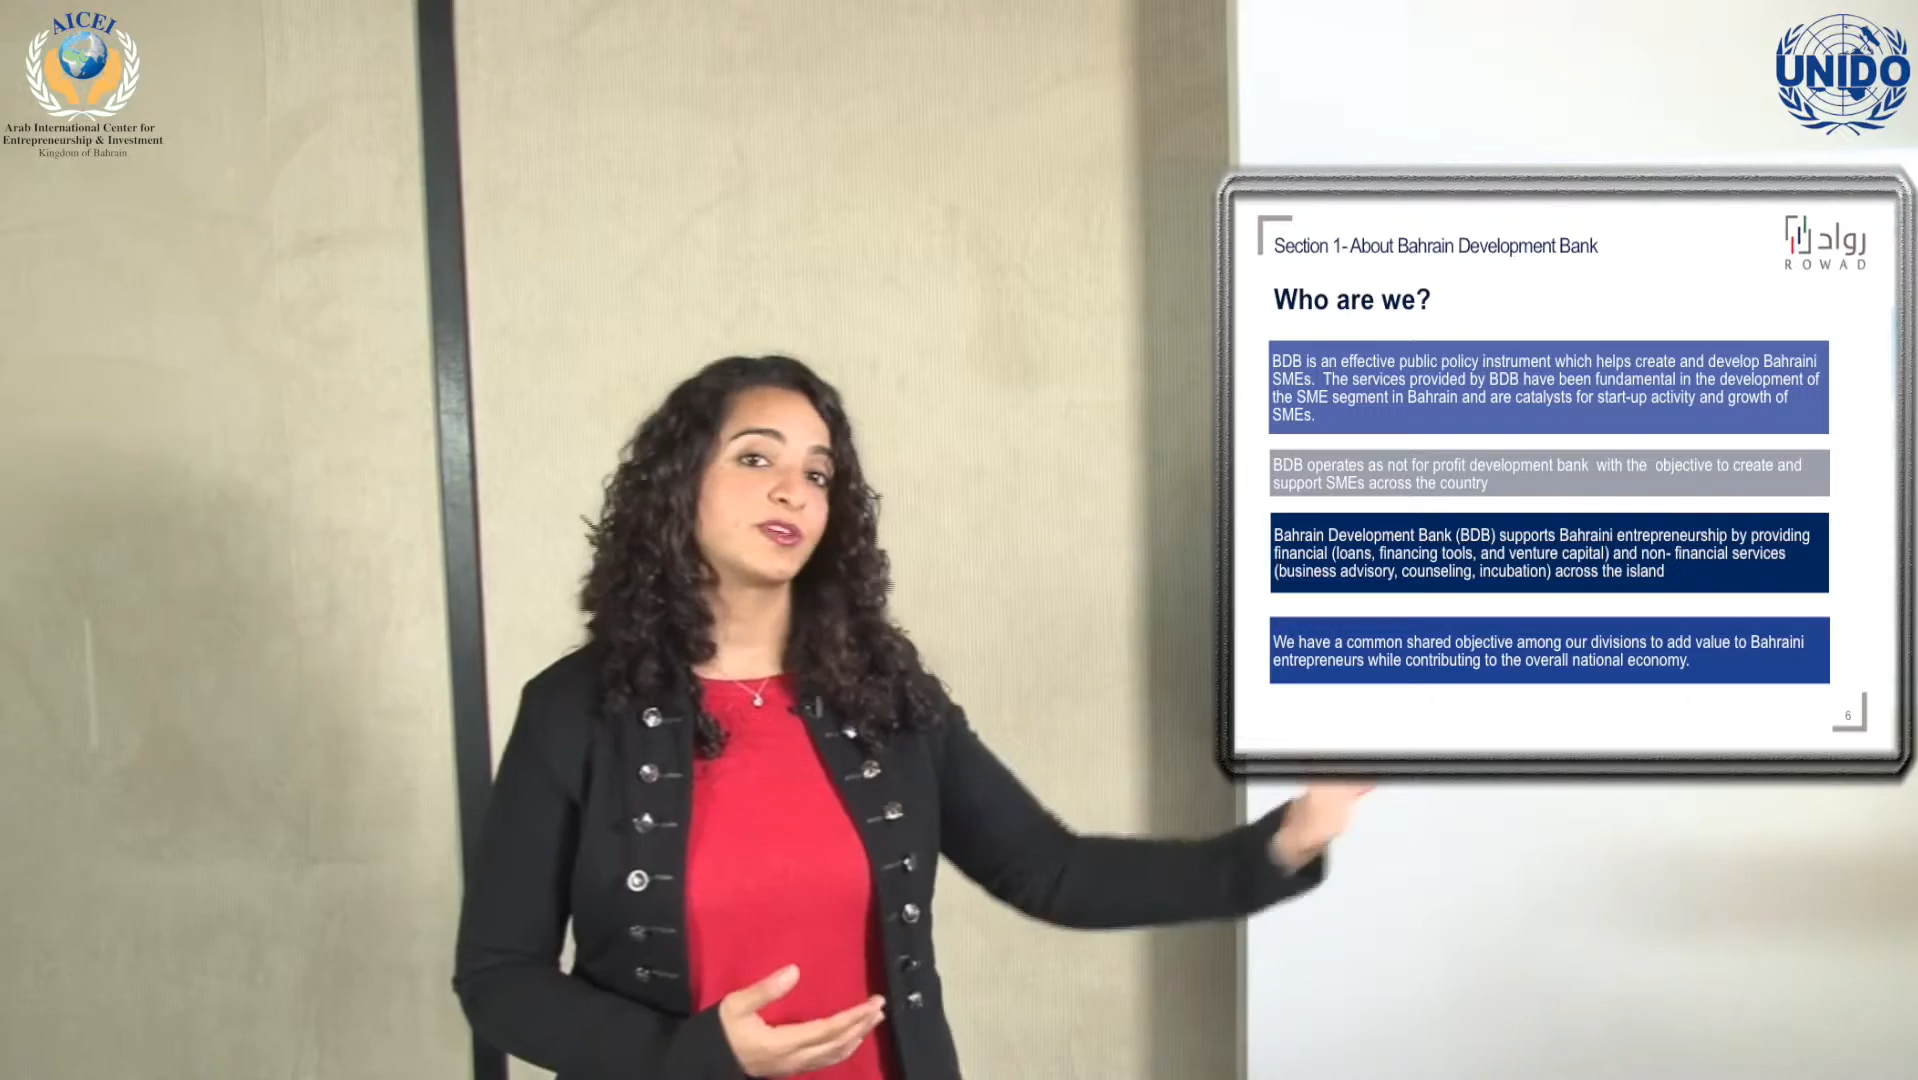 AICEI
Arab International Center for
Entrepreneurship & Investment
Kingdom of Bahrain
UNIDO
Section 1- About Bahrain Development Bank
رواد
ROWAD
Who are we?
BDB is an effective public policy instrument which helps create and develop Bahraini
SMEs. The services provided by BDB have been fundamental in the development of
the SME segment in Bahrain and are catalysts for start-up activity and growth of
SMEs.
BDB operates as not for profit development bank with the objective to create and
support SMEs across the country
Bahrain Development Bank (BDB) supports Bahraini entrepreneurship by providing
financial (loans, financing tools, and venture capital) and non- financial services
(business advisory, counseling, incubation) across the island
We have a common shared objective among our divisions to add value to Bahraini
entrepreneurs while contributing to the overall national economy.
6